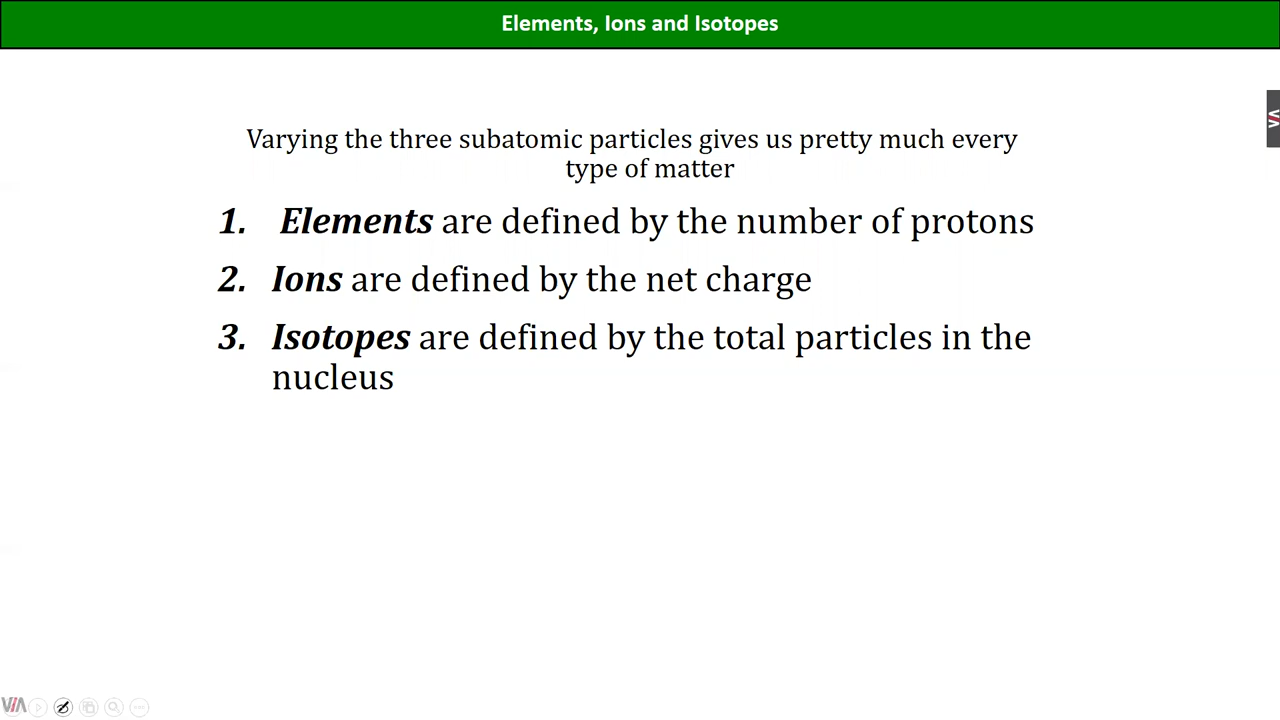 Elements, Ions and Isotopes
Varying the three subatomic particles gives us pretty much every
type of matter
1. Elements are defined by the number of protons
2. Ions are defined by the net charge
3. Isotopes are defined by the total particles in the
nucleus
VIA
VIA